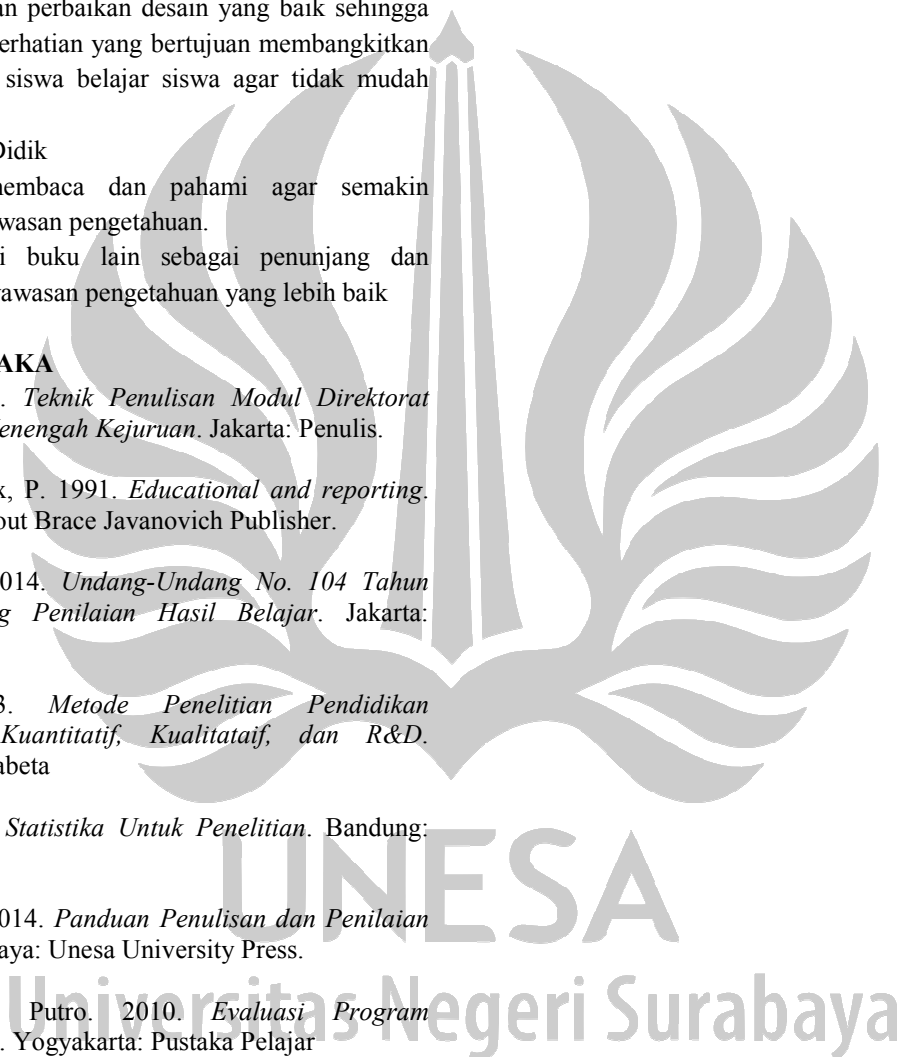 an perbaikan desain yang baik sehingga
erhatian yang bertujuan membangkitkan
siswa belajar siswa agar tidak mudah
Didik
embaca dan pahami agar semakin
wasan pengetahuan.
i buku lain sebagai penunjang dan
wawasan pengetahuan yang lebih baik
AKA
. Teknik Penulisan Modul Direktorat
Menengah Kejuruan. Jakarta: Penulis.
x, P. 1991. Educational and reporting.
out Brace Javanovich Publisher.
014. Undang-Undang No. 104 Tahun
g Penilaian Hasil Belajar. Jakarta:
3. Metode Penelitian Pendidikan
Kuantitatif, Kualitataif, dan R&D.
abeta
Statistika Untuk Penelitian. Bandung:
014. Panduan Penulisan dan Penilaian
aya: Unesa University Press.
Putro. 2010. Evaluasi Program
. Yogyakarta: Pustaka Pelajar
UNESA
Universitas Negeri Surabaya